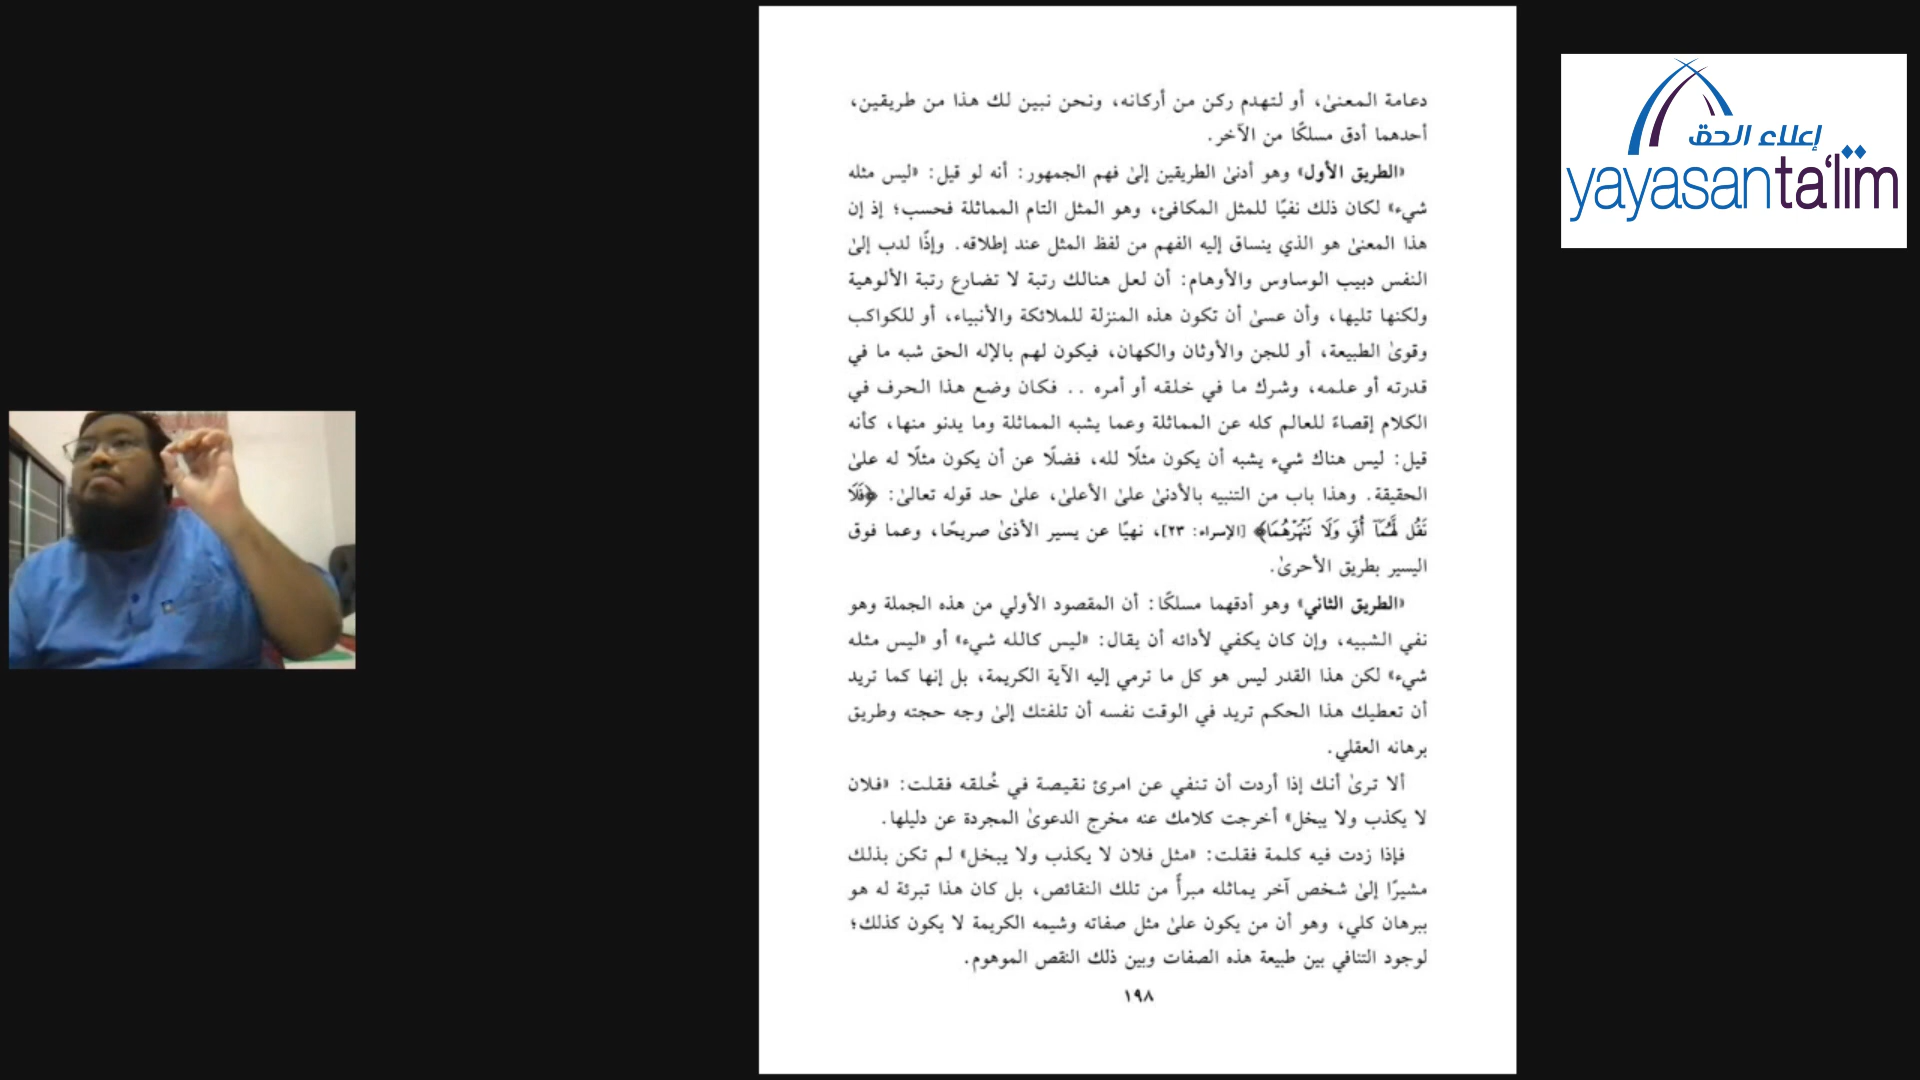 دعامة المعنىٰ، أو لتهدم ركن من أركانه، ونحن نبين لك هذا من طريقين،
أحدهما أدق مسلكًا من الآخر.
«الطريق الأول» وهو أدنىٰ الطريقين إلىٰ فهم الجمهور: أنه لو قيل: «ليس مثله
شيء» لكان ذلك نفيًا للمثل المكافئ، وهو المثل التام المماثلة فحسب؛ إذ إن
هذا المعنىٰ هو الذي ينساق إليه الفهم من لفظ المثل عند إطلاقه. وإذًا لدب إلىٰ
النفس دبيب الوساوس والأوهام: أن لعل هنالك رتبة لا تضارع رتبة الألوهية
ولكنها تليها، وأن عسىٰ أن تكون هذه المنزلة للملائكة والأنبياء، أو للكواكب
وقوىٰ الطبيعة، أو للجن والأوثان والكهان، فيكون لهم بالإله الحق شبه ما في
قدرته أو علمه، وشرك ما في خلقه أو أمره .. فكان وضع هذا الحرف في
الكلام إقصاءً للعالم كله عن المماثلة وعما يشبه المماثلة وما يدنو منها، كأنه
قيل: ليس هناك شيء يشبه أن يكون مثلًا لله، فضلًا عن أن يكون مثلًا له علىٰ
الحقيقة. وهذا باب من التنبيه بالأدنىٰ علىٰ الأعلىٰ، علىٰ حد قوله تعالىٰ: ﴿فَلَا
تَقُل لَّهُمَآ أُفٍّ وَلَا تَنْهَرْهُمَا﴾ [الإسراء: ٢٣]، نهيًا عن يسير الأذىٰ صريحًا، وعما فوق
اليسير بطريق الأحرىٰ.
«الطريق الثاني» وهو أدقهما مسلكًا: أن المقصود الأولي من هذه الجملة وهو
نفي الشبيه، وإن كان يكفي لأدائه أن يقال: «ليس كالله شيء» أو «ليس مثله
شيء» لكن هذا القدر ليس هو كل ما ترمي إليه الآية الكريمة، بل إنها كما تريد
أن تعطيك هذا الحكم تريد في الوقت نفسه أن تلفتك إلىٰ وجه حجته وطريق
برهانه العقلي.
ألا ترىٰ أنك إذا أردت أن تنفي عن امرئ نقيصة في خُلقه فقلت: «فلان
لا يكذب ولا يبخل» أخرجت كلامك عنه مخرج الدعوىٰ المجردة عن دليلها.
فإذا زدت فيه كلمة فقلت: «مثل فلان لا يكذب ولا يبخل» لم تكن بذلك
مشيرًا إلىٰ شخص آخر يماثله مبرأً من تلك النقائص، بل كان هذا تبرئة له هو
ببرهان كلي، وهو أن من يكون علىٰ مثل صفاته وشيمه الكريمة لا يكون كذلك؛
لوجود التنافي بين طبيعة هذه الصفات وبين ذلك النقص الموهوم.
١٩٨
إعلاء الحق
yayasanta'lim